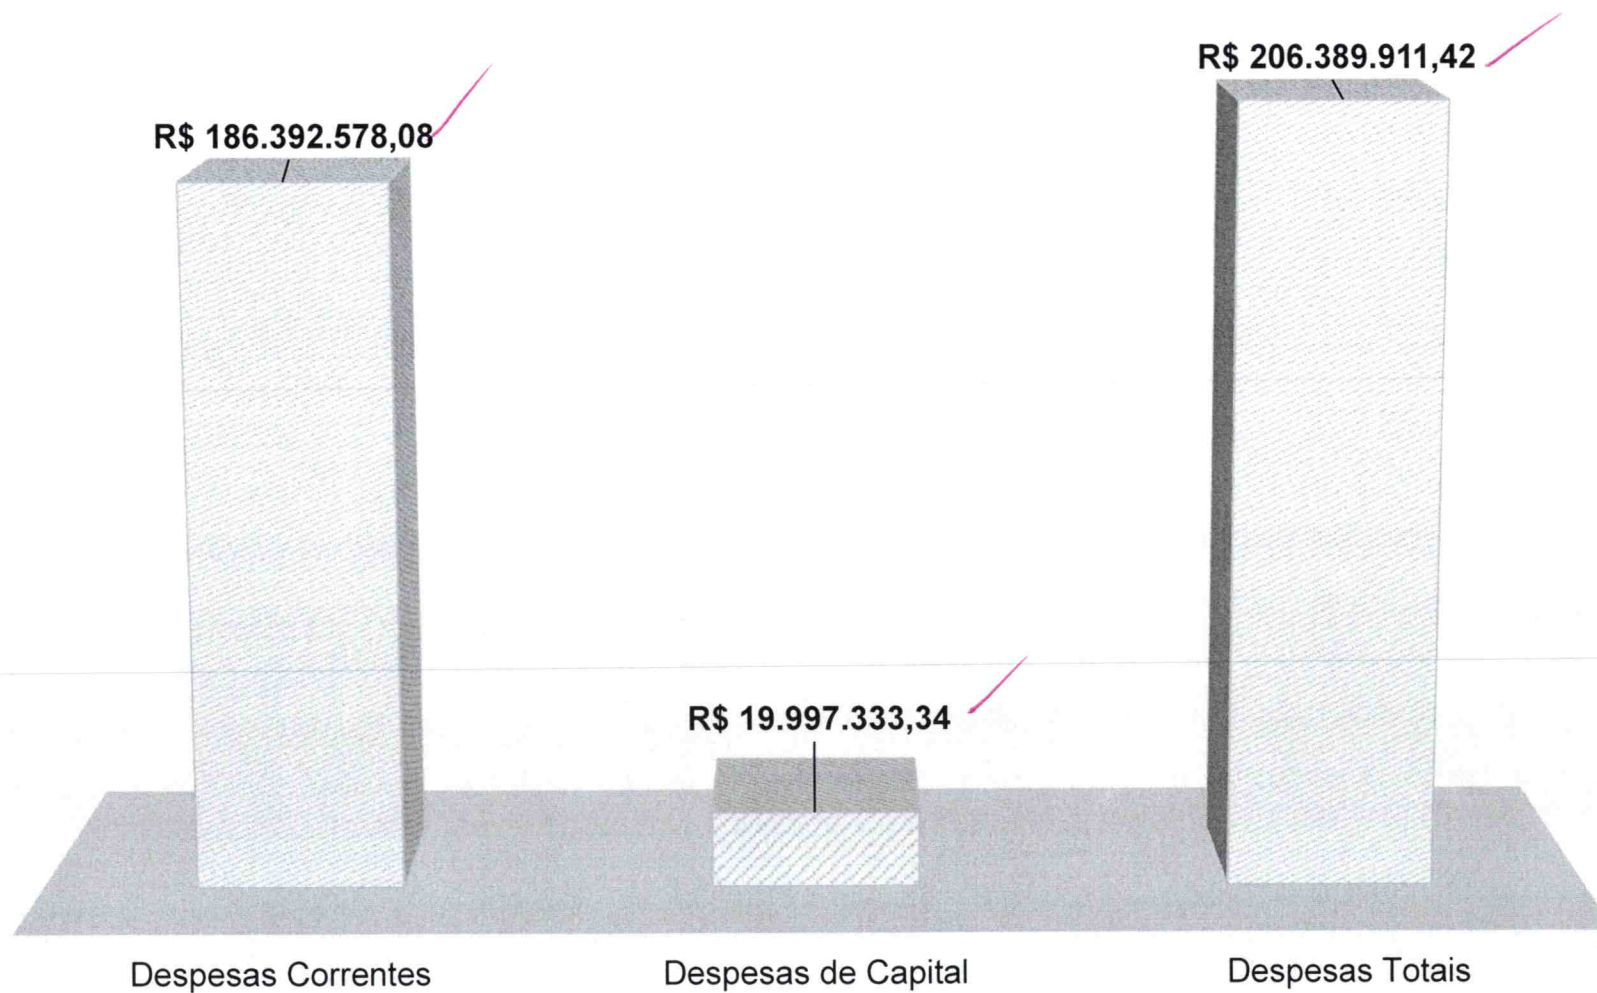 R$ 206.389.911,42
R$ 186.392.578,08
R$ 19.997.333,34
Despesas Correntes
Despesas de Capital
Despesas Totais